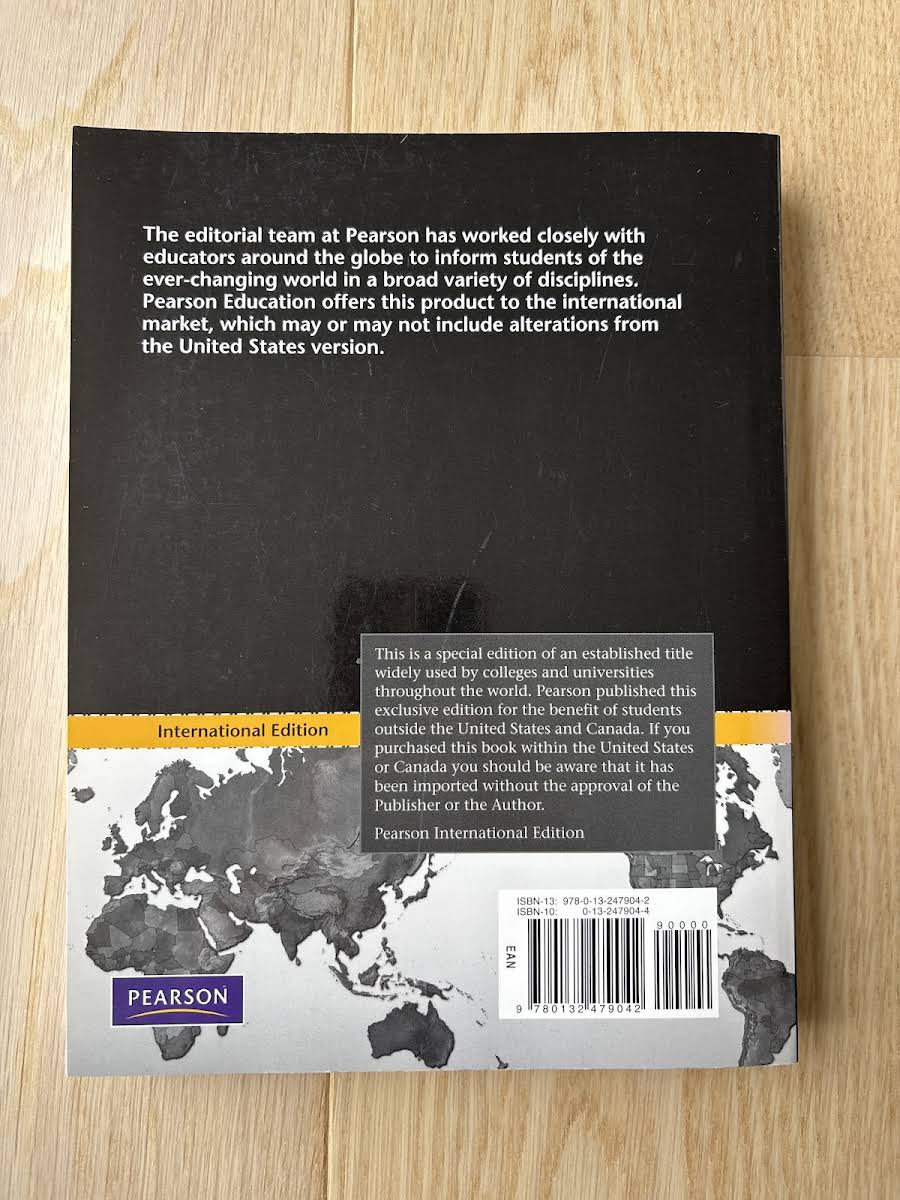 The editorial team at Pearson has worked closely with
educators around the globe to inform students of the
ever-changing world in a broad variety of disciplines.
Pearson Education offers this product to the international
market, which may or may not include alterations from
the United States version.
This is a special edition of an established title
widely used by colleges and universities
throughout the world. Pearson published this
exclusive edition for the benefit of students
outside the United States and Canada. If you
purchased this book within the United States
or Canada you should be aware that it has
been imported without the approval of the
Publisher or the Author.
Pearson International Edition
International Edition
ISBN-13: 978-0-13-247904-2
ISBN-10: 0-13-247904-4
90000
EAN
9 780132 479042
PEARSON